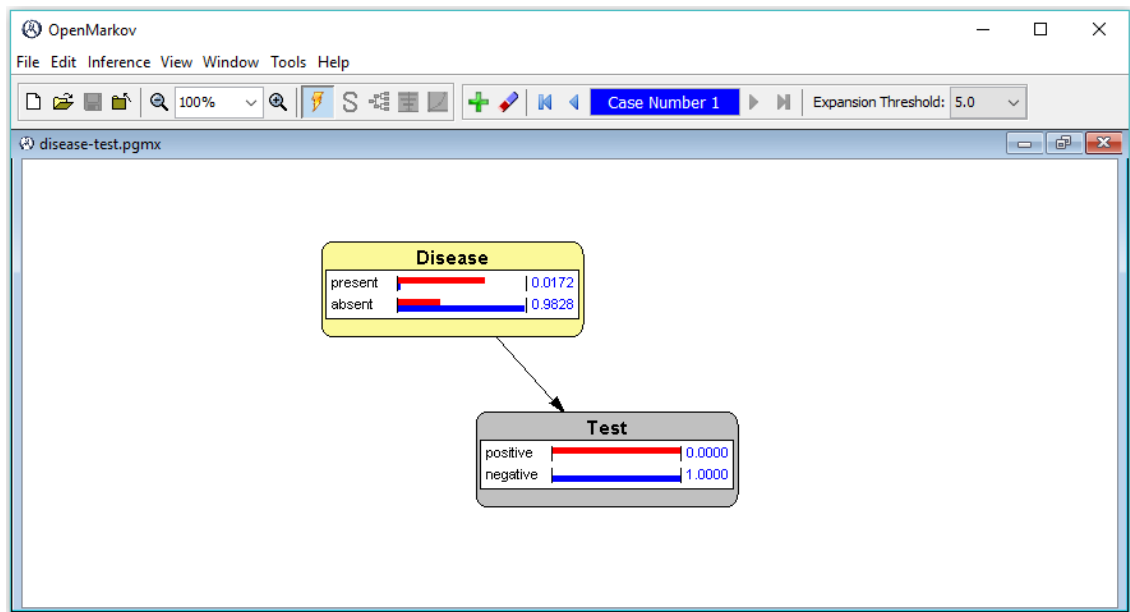 OpenMarkov
File Edit Inference View Window Tools Help
100% S Case Number 1 Expansion Threshold: 5.0
disease-test.pgmx
Disease
present 0.0172
absent 0.9828
Test
positive 0.0000
negative 1.0000